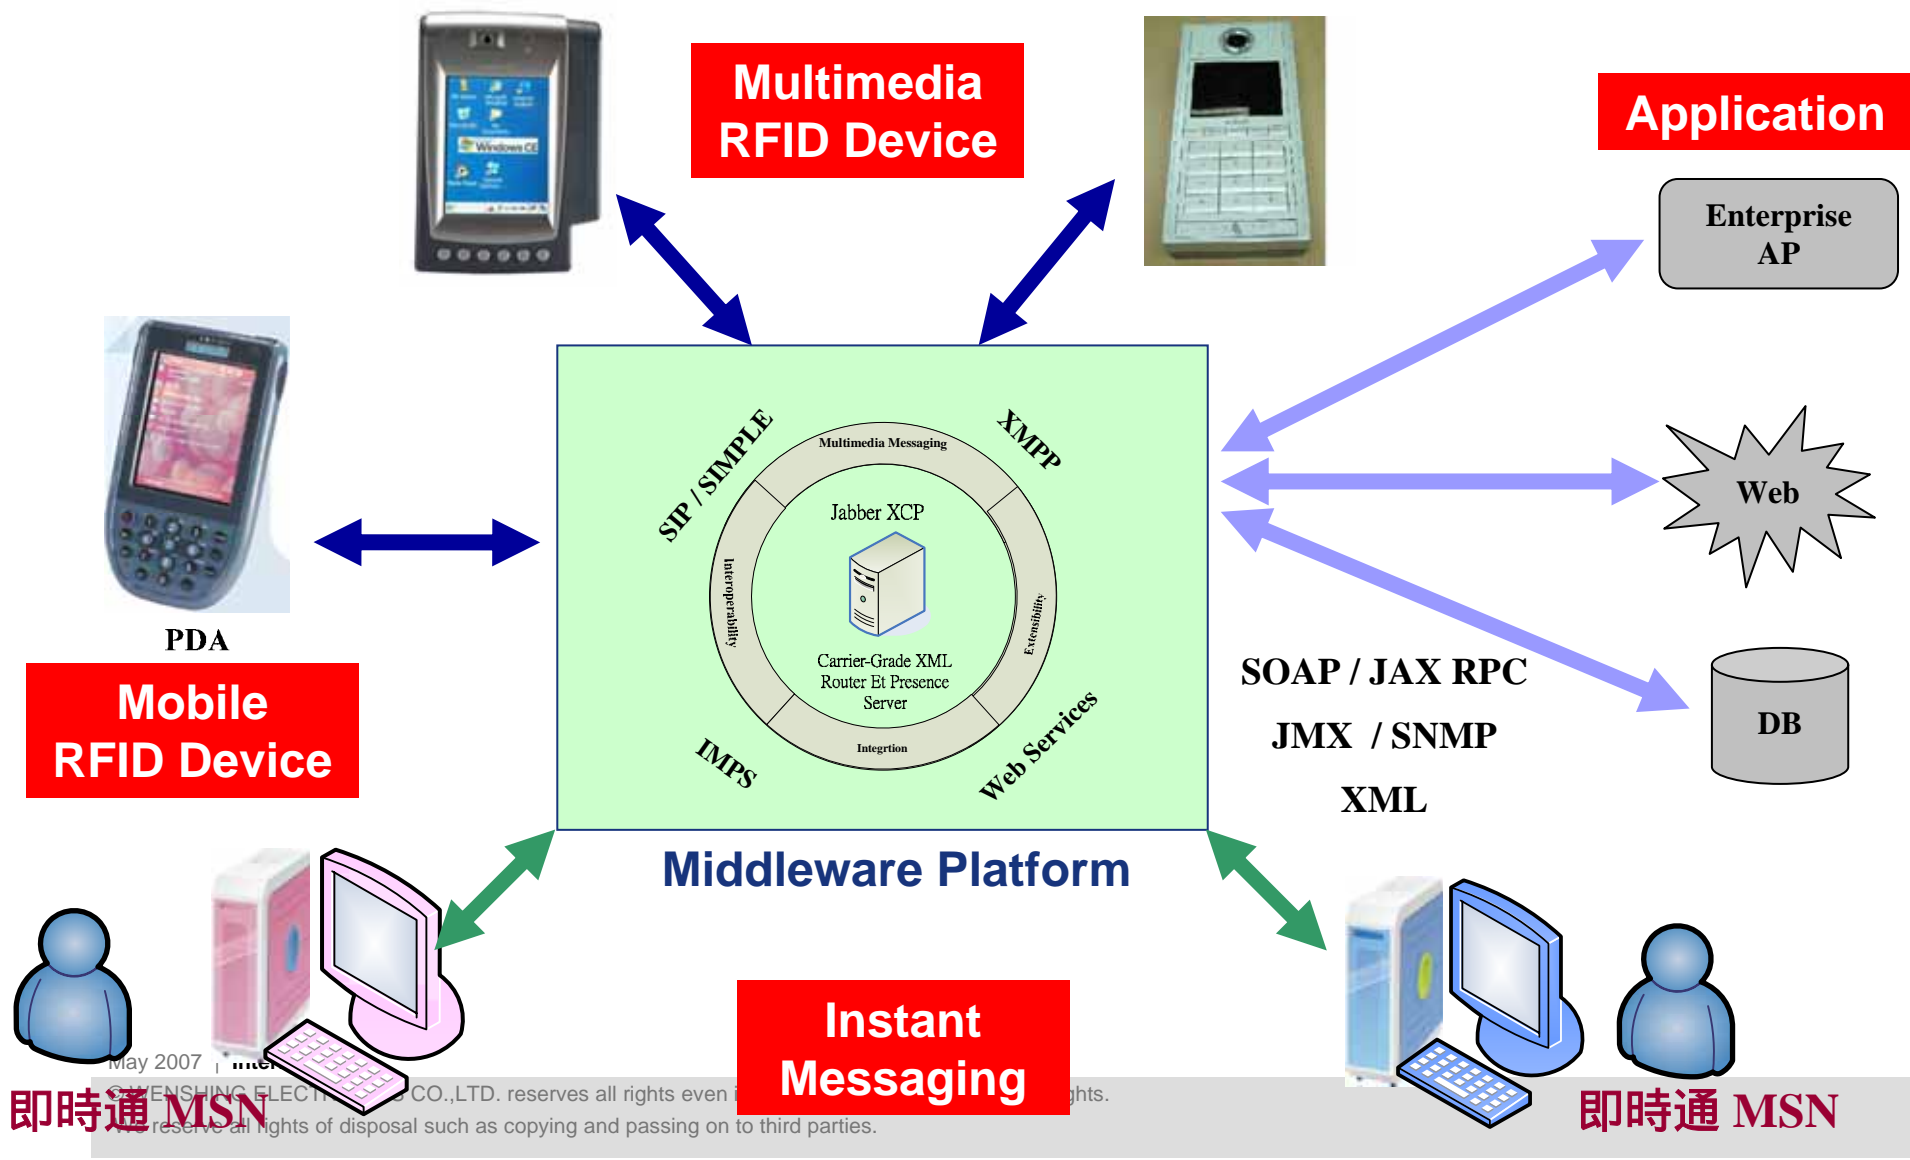 Multimedia
RFID Device
Application
Windows CE
Enterprise
AP
SIP / SIMPLE
XMPP
Multimedia Messaging
Jabber XCP
Interoperability
Extensibility
Carrier-Grade XML
Router Et Presence
Server
Integrtion
IMPS
Web Services
Web
PDA
Mobile
RFID Device
SOAP / JAX RPC
JMX / SNMP
XML
DB
Middleware Platform
Instant
Messaging
May 2007 |
© WENSHING CO.,LTD. reserves all rights even
We reserve all rights of disposal such as copying and passing on to third parties.
即時通 MSN
即時通 MSN